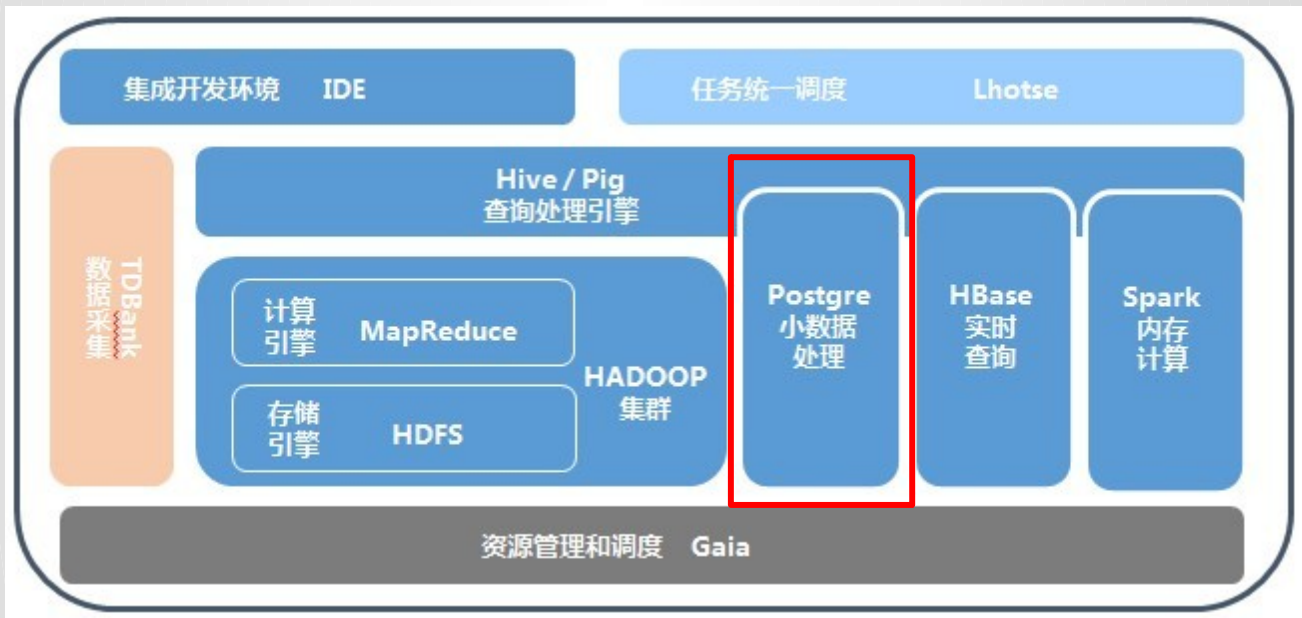 集成开发环境 IDE
任务统一调度 Lhotse
TDBank
数据采集
Hive / Pig
查询处理引擎
计算
引擎
MapReduce
存储
引擎
HDFS
HADOOP
集群
Postgre
小数据
处理
HBase
实时
查询
Spark
内存
计算
资源管理和调度 Gaia